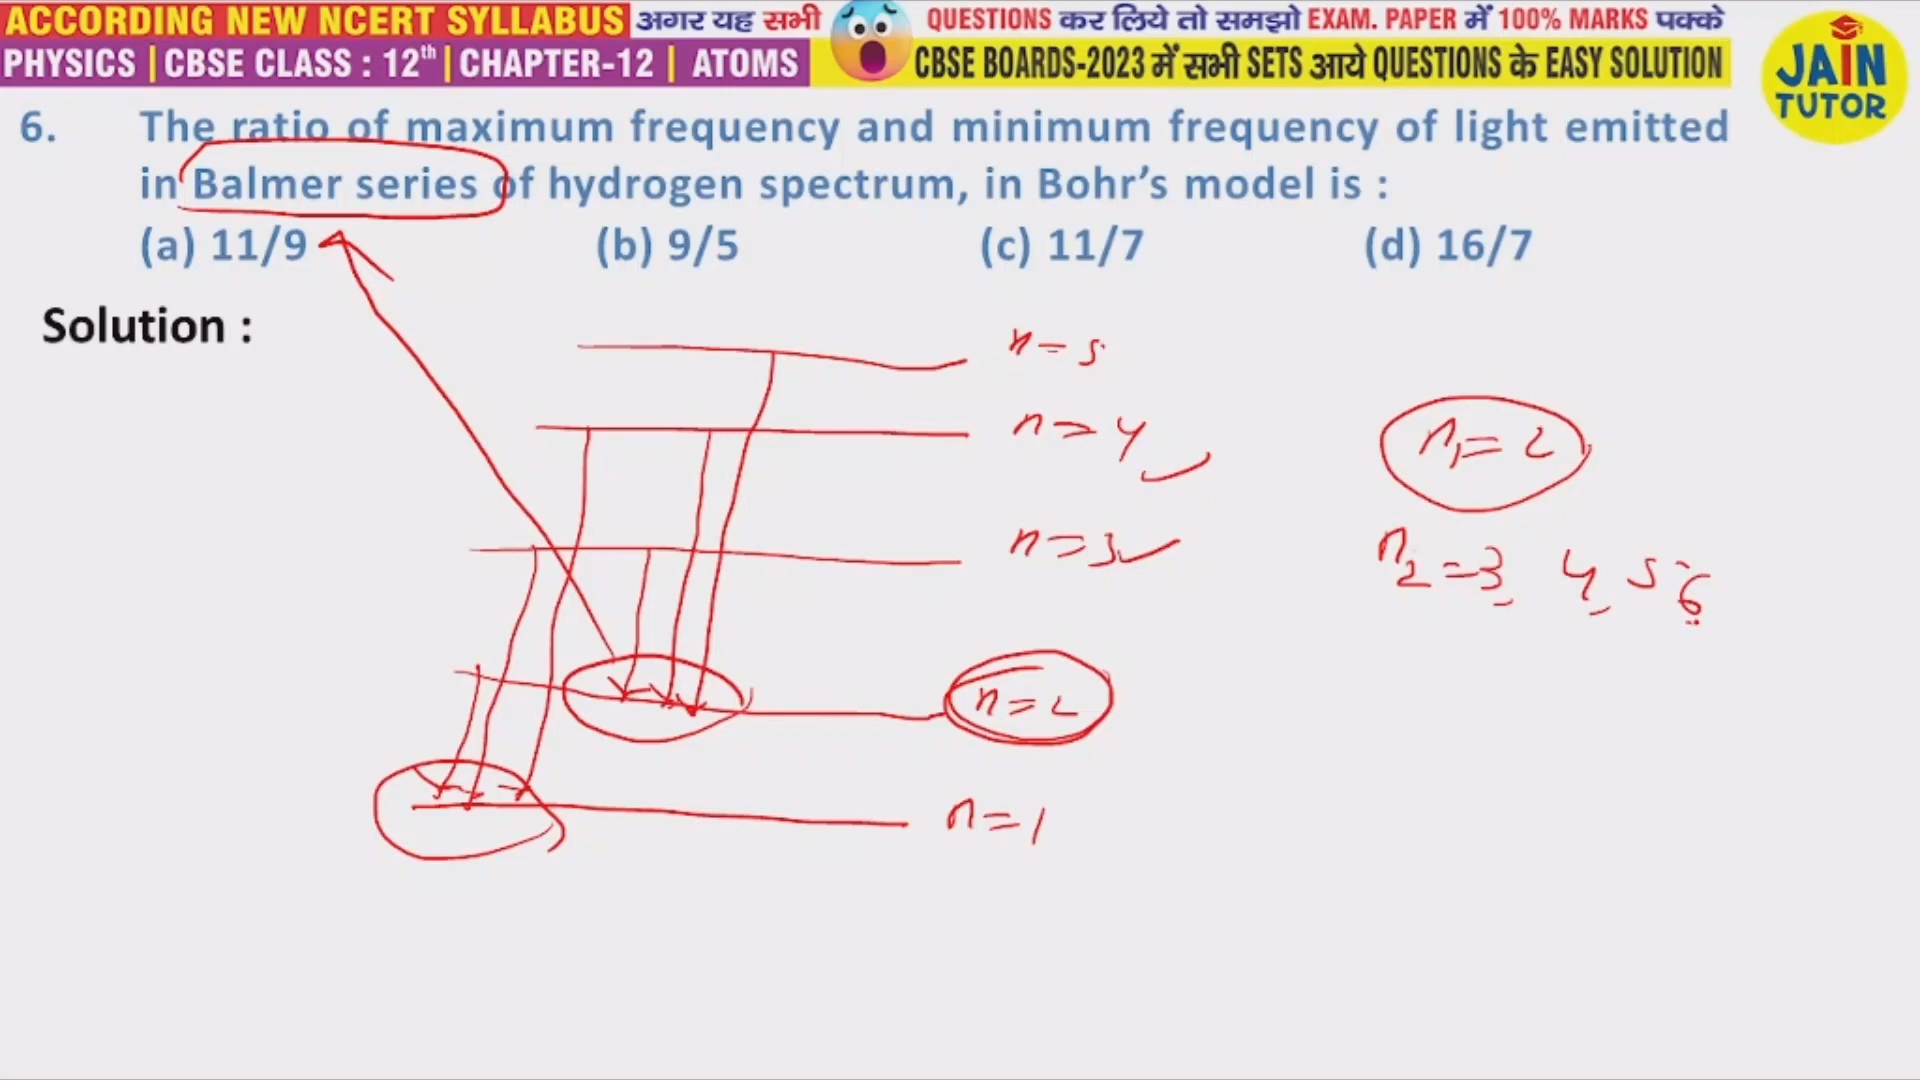 ACCORDING NEW NCERT SYLLABUS अगर यह सभी QUESTIONS कर लिये तो समझो EXAM. PAPER में 100% MARKS पक्के
PHYSICS | CBSE CLASS : 12th | CHAPTER-12 | ATOMS CBSE BOARDS-2023 में सभी SETS आये QUESTIONS के EASY SOLUTION
JAIN
TUTOR
6. The ratio of maximum frequency and minimum frequency of light emitted
in Balmer series of hydrogen spectrum, in Bohr's model is :
(a) 11/9 (b) 9/5 (c) 11/7 (d) 16/7
Solution :
n=5
n=4
n₁=2
n=3
n₂=3, 4, 5, 6
n=2
n=1